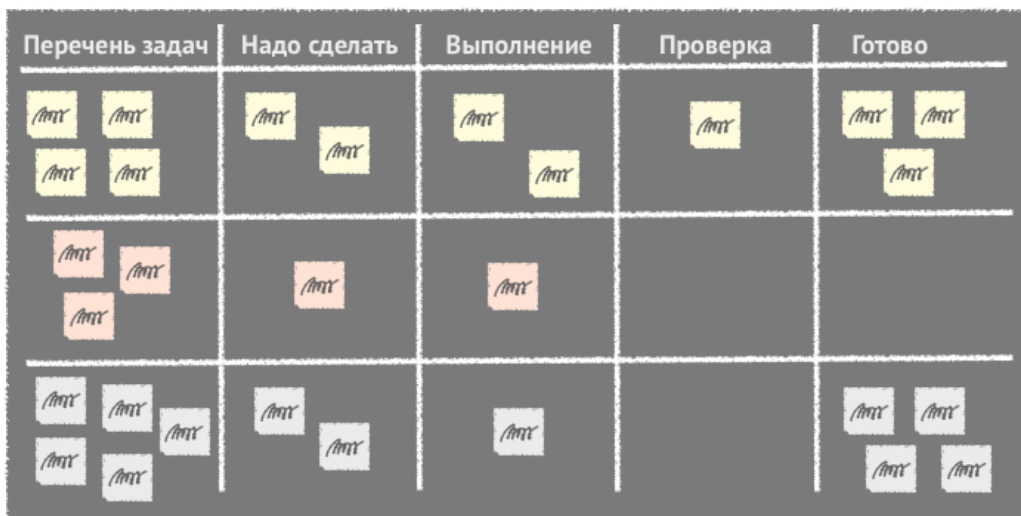 Перечень задач
Надо сделать
Выполнение
Проверка
Готово